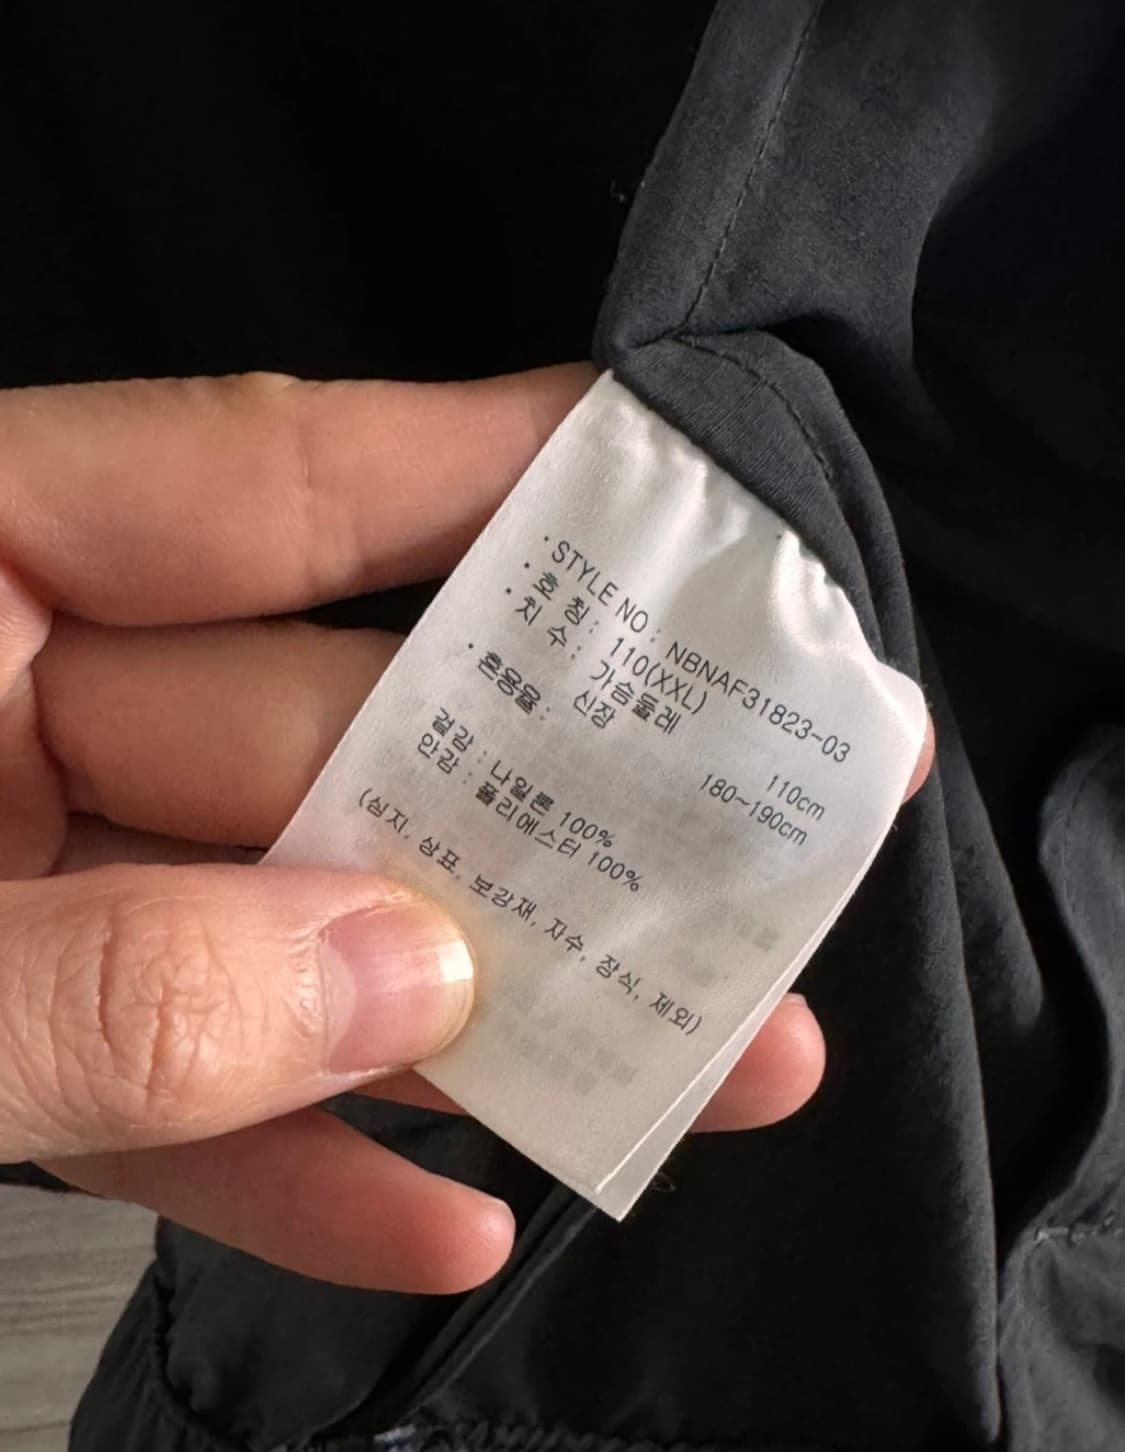 ·STYLE NO : NBNAF31823-03
·호 칭 : 110(XXL)
·치 수 : 가슴둘레 110cm
신장 180~190cm
·혼용율 :
겉감 : 나일론 100%
안감 : 폴리에스터 100%
(심지, 상표, 보강재, 자수, 장식, 제외)